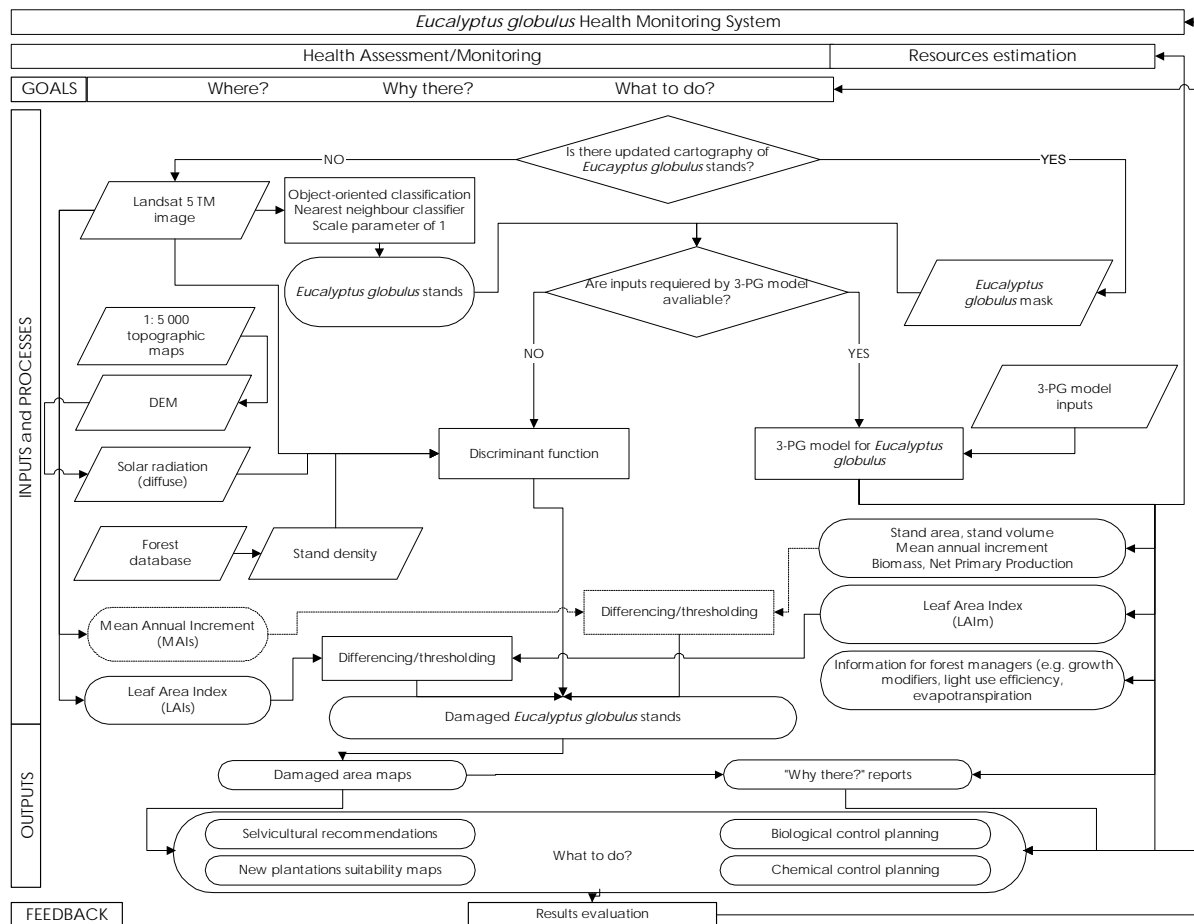 Eucalyptus globulus Health Monitoring System
Health Assessment/Monitoring
Resources estimation
GOALS
Where?
Why there?
What to do?
INPUTS and PROCESSES
Is there updated cartography of
Eucayptus globulus stands?
NO
YES
Landsat 5 TM
image
Object-oriented classification
Nearest neighbour classifier
Scale parameter of 1
Eucalyptus globulus stands
Are inputs requiered by 3-PG model
avaliable?
Eucalyptus
globulus mask
1: 5 000
topographic
maps
NO
YES
DEM
3-PG model
inputs
Solar radiation
(diffuse)
Discriminant function
3-PG model for Eucalyptus
globulus
Forest
database
Stand density
Stand area, stand volume
Mean annual increment
Biomass, Net Primary Production
Mean Annual Increment
(MAIs)
Differencing/thresholding
Leaf Area Index
(LAIm)
Differencing/thresholding
Leaf Area Index
(LAIs)
Information for forest managers (e.g. growth
modifiers, light use efficiency,
evapotranspiration
Damaged Eucalyptus globulus stands
OUTPUTS
Damaged area maps
"Why there?" reports
Selvicultural recommendations
Biological control planning
What to do?
New plantations suitability maps
Chemical control planning
FEEDBACK
Results evaluation